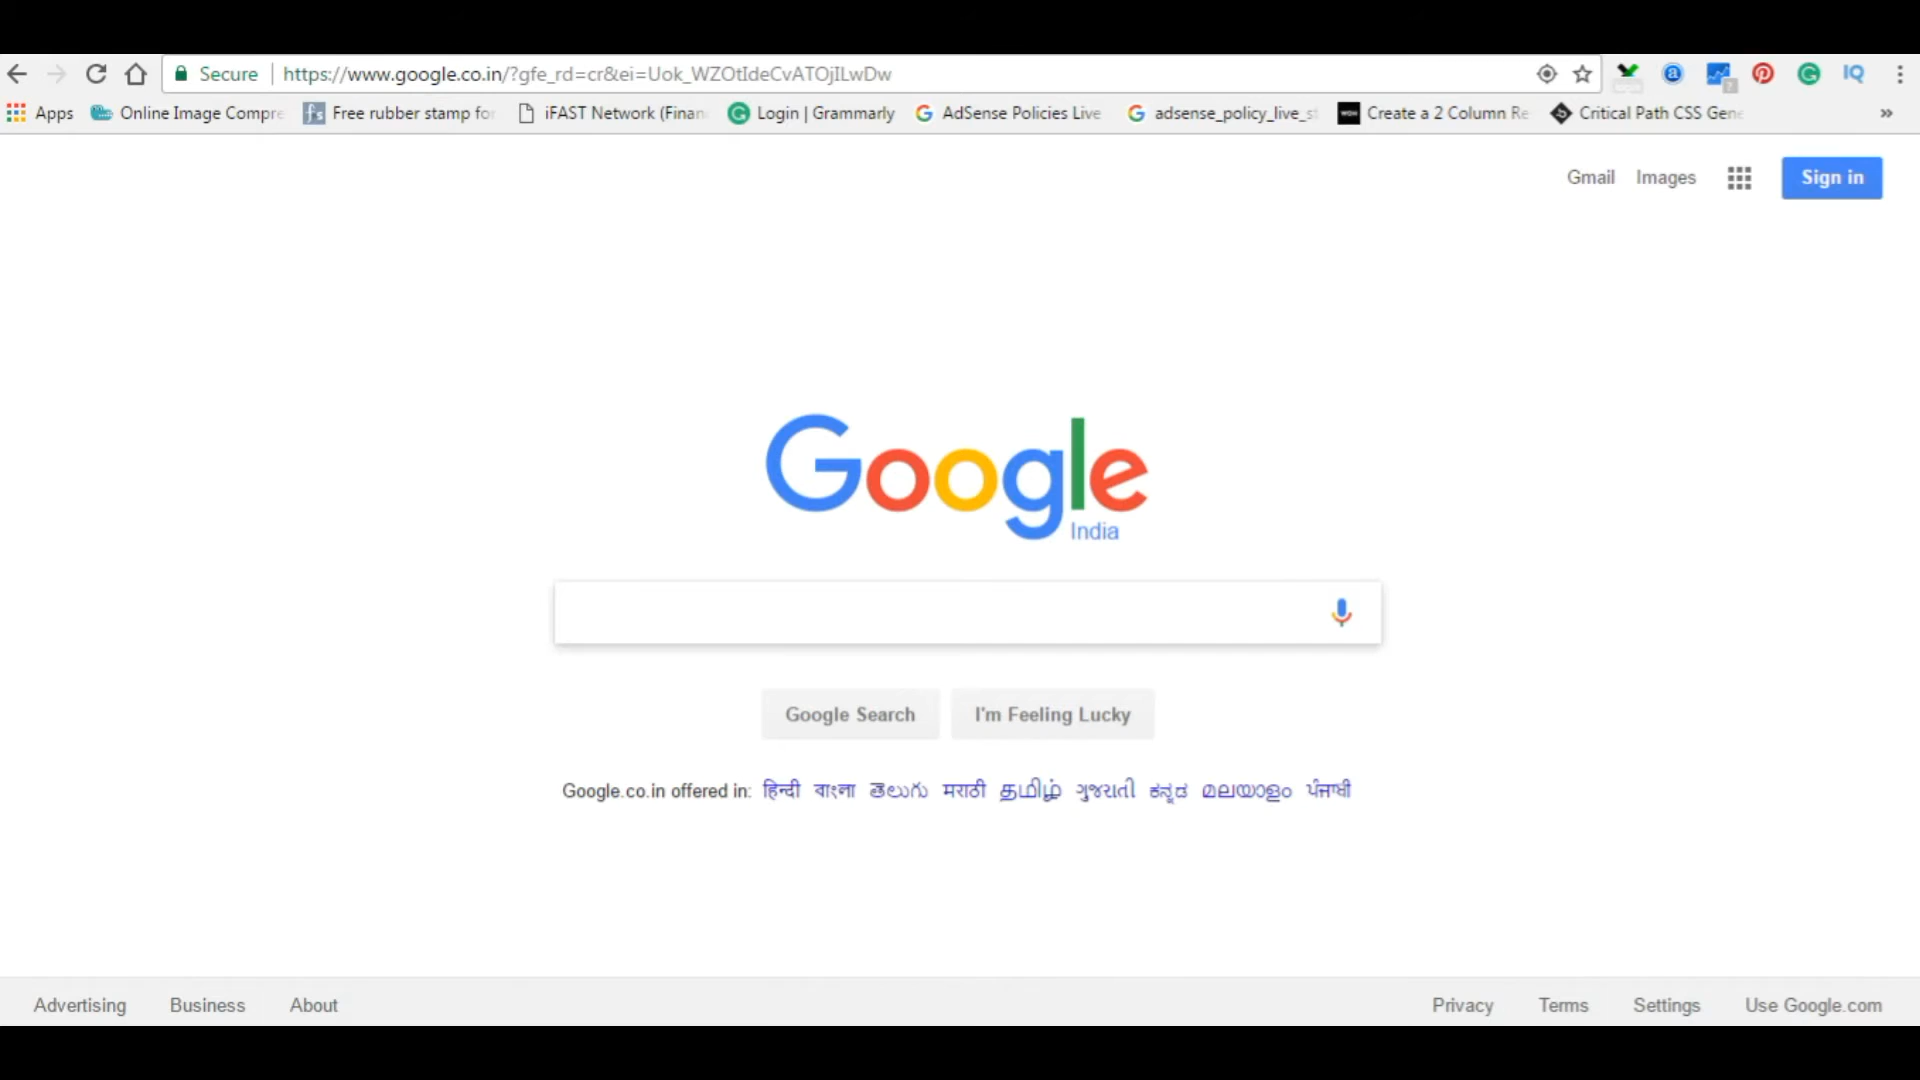 Secure https://www.google.co.in/?gfe_rd=cr&ei=Uok_WZOtIdeCvATOjILwDw
Apps Online Image Compre Free rubber stamp for iFAST Network (Finan Login | Grammarly AdSense Policies Live adsense_policy_live_st Create a 2 Column Re Critical Path CSS Gene »
Gmail Images Sign in
Google
India
Google Search I'm Feeling Lucky
Google.co.in offered in: हिन्दी বাংলা తెలుగు मराठी தமிழ் ગુજરાતી ಕನ್ನಡ മലയാളം ਪੰਜਾਬੀ
Advertising Business About Privacy Terms Settings Use Google.com